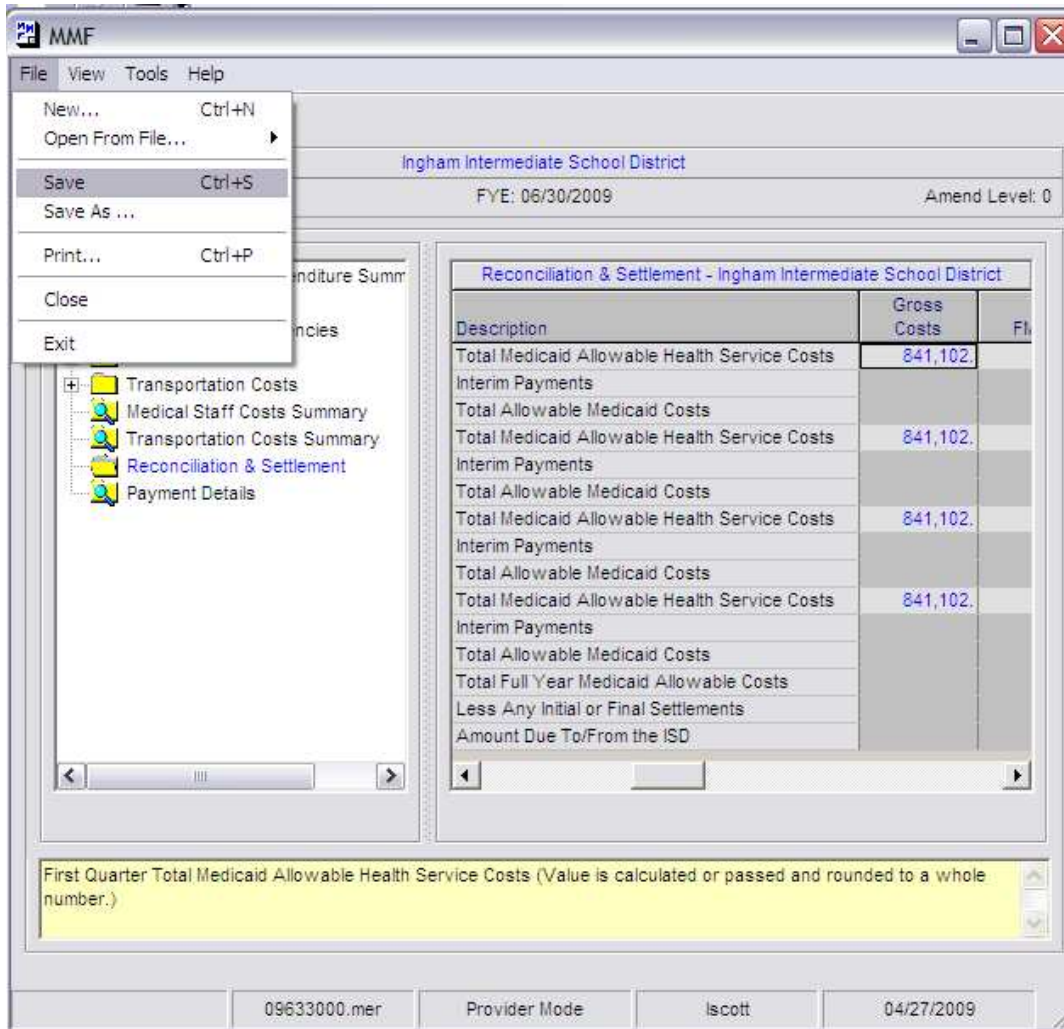 MMF
File View Tools Help
New... Ctrl+N
Open From File...
Save Ctrl+S
Save As ...
Print... Ctrl+P
Close
Exit
Ingham Intermediate School District
FYE: 06/30/2009 Amend Level: 0
Summ
Transportation Costs
Medical Staff Costs Summary
Transportation Costs Summary
Reconciliation & Settlement
Payment Details
Reconciliation & Settlement - Ingham Intermediate School District
Description Gross Costs
Total Medicaid Allowable Health Service Costs 841,102.
Interim Payments
Total Allowable Medicaid Costs
Total Medicaid Allowable Health Service Costs 841,102.
Interim Payments
Total Allowable Medicaid Costs
Total Medicaid Allowable Health Service Costs 841,102.
Interim Payments
Total Allowable Medicaid Costs
Total Medicaid Allowable Health Service Costs 841,102.
Interim Payments
Total Allowable Medicaid Costs
Total Full Year Medicaid Allowable Costs
Less Any Initial or Final Settlements
Amount Due To/From the ISD
First Quarter Total Medicaid Allowable Health Service Costs (Value is calculated or passed and rounded to a whole
number.)
09633000.mer Provider Mode lscott 04/27/2009